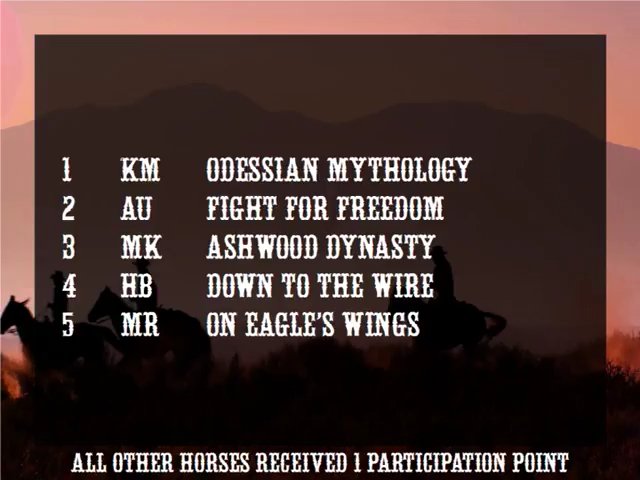 1 KM ODESSIAN MYTHOLOGY
2 AU FIGHT FOR FREEDOM
3 MK ASHWOOD DYNASTY
4 HB DOWN TO THE WIRE
5 MR ON EAGLE'S WINGS
ALL OTHER HORSES RECEIVED 1 PARTICIPATION POINT